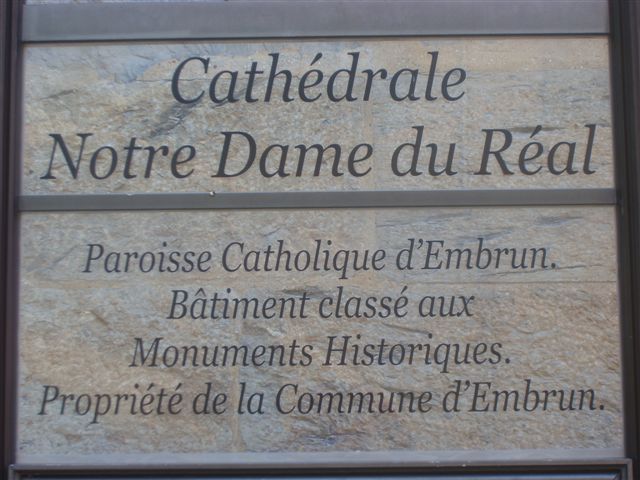 Cathédrale
Notre Dame du Réal
Paroisse Catholique d'Embrun.
Bâtiment classé aux
Monuments Historiques.
Propriété de la Commune d'Embrun.